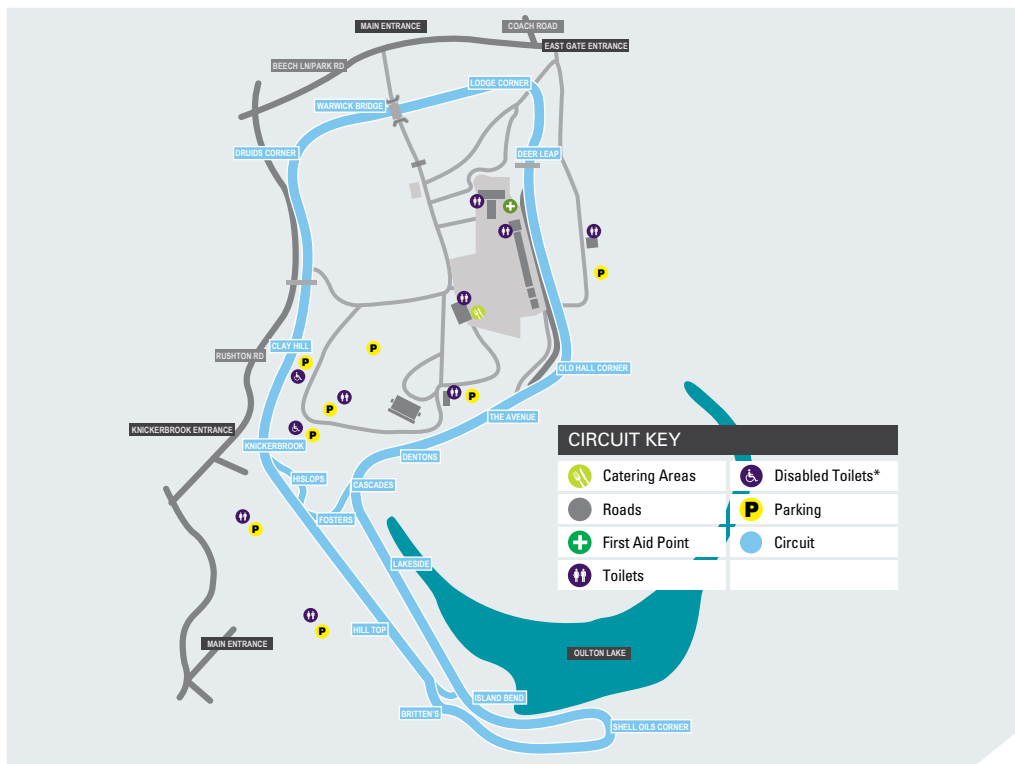 MAIN ENTRANCE
COACH ROAD
EAST GATE ENTRANCE
BEECH LN/PARK RD
LODGE CORNER
WARWICK BRIDGE
DRUIDS CORNER
DEER LEAP
P
CLAY HILL
RUSHTON RD
P
P
OLD HALL CORNER
P
P
THE AVENUE
KNICKERBROOK ENTRANCE
P
KNICKERBROOK
DENTONS
CIRCUIT KEY
Catering Areas
Disabled Toilets*
HISLOPS
CASCADES
Roads
P Parking
FOSTERS
P
First Aid Point
Circuit
LAKESIDE
Toilets
HILL TOP
P
MAIN ENTRANCE
OULTON LAKE
ISLAND BEND
BRITTEN'S
SHELL OILS CORNER